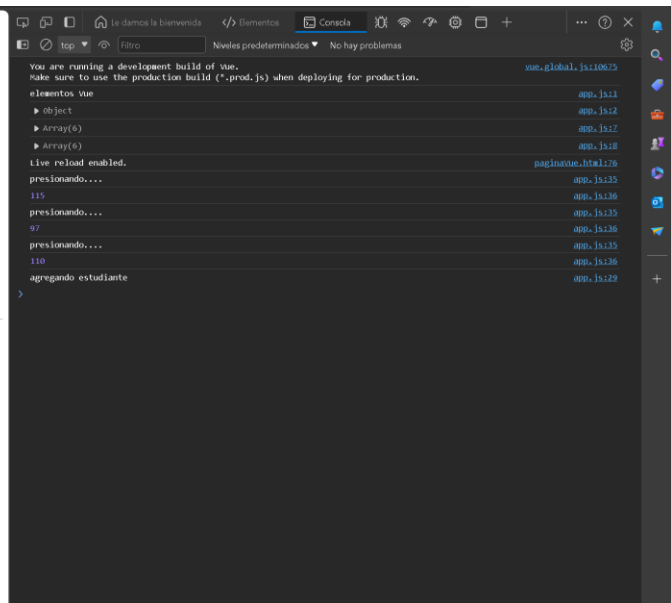 Le damos la bienvenida
</> Elementos
Consola
top
Filtro
Niveles predeterminados
No hay problemas
You are running a development build of Vue.
vue.global.js:10675
Make sure to use the production build (*.prod.js) when deploying for production.
elementos Vue
app.js:1
Object
app.js:2
Array(6)
app.js:7
Array(6)
app.js:8
Live reload enabled.
paginavue.html:76
presionando....
app.js:35
115
app.js:36
presionando....
app.js:35
97
app.js:36
presionando....
app.js:35
110
app.js:36
agregando estudiante
app.js:29